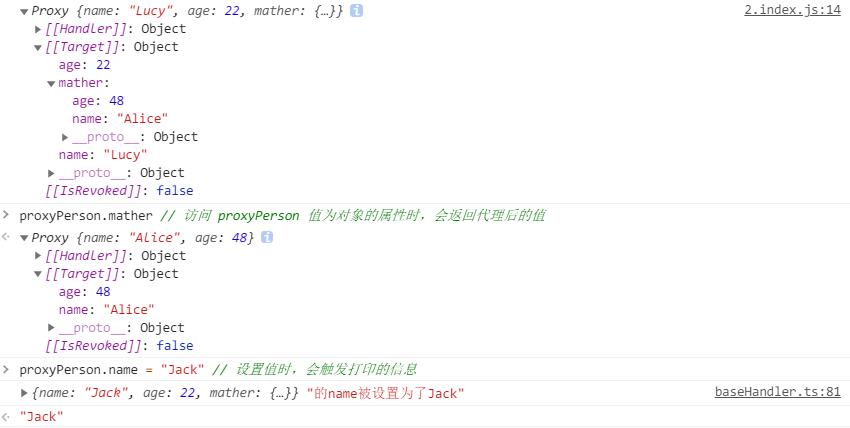 Proxy {name: "Lucy", age: 22, mather: {…}} i 2.index.js:14
[[Handler]]: Object
[[Target]]: Object
age: 22
mather:
age: 48
name: "Alice"
__proto__: Object
name: "Lucy"
__proto__: Object
[[IsRevoked]]: false
proxyPerson.mather // 访问 proxyPerson 值为对象的属性时，会返回代理后的值
Proxy {name: "Alice", age: 48} i
[[Handler]]: Object
[[Target]]: Object
age: 48
name: "Alice"
__proto__: Object
[[IsRevoked]]: false
proxyPerson.name = "Jack" // 设置值时，会触发打印的信息
{name: "Jack", age: 22, mather: {…}} "的name被设置为了Jack" baseHandler.ts:81
"Jack"